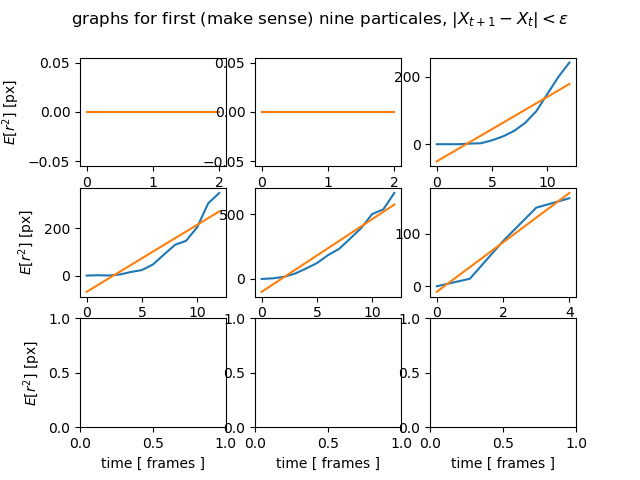 graphs for first (make sense) nine particales, |X_{t+1} − X_t| < ε
0.05 0.05
200
E[r²] [px]
0.00 0.00
0
−0.05 −0.05
0 1 2 0 1 2 0 5 10
500
200
100
E[r²] [px]
0 0 0
0 5 10 0 5 10 0 2 4
1.0 1.0 1.0
E[r²] [px]
0.5 0.5 0.5
0.0 0.0 0.0
0.0 0.5 1.0 0.0 0.5 1.0 0.0 0.5 1.0
time [ frames ] time [ frames ] time [ frames ]